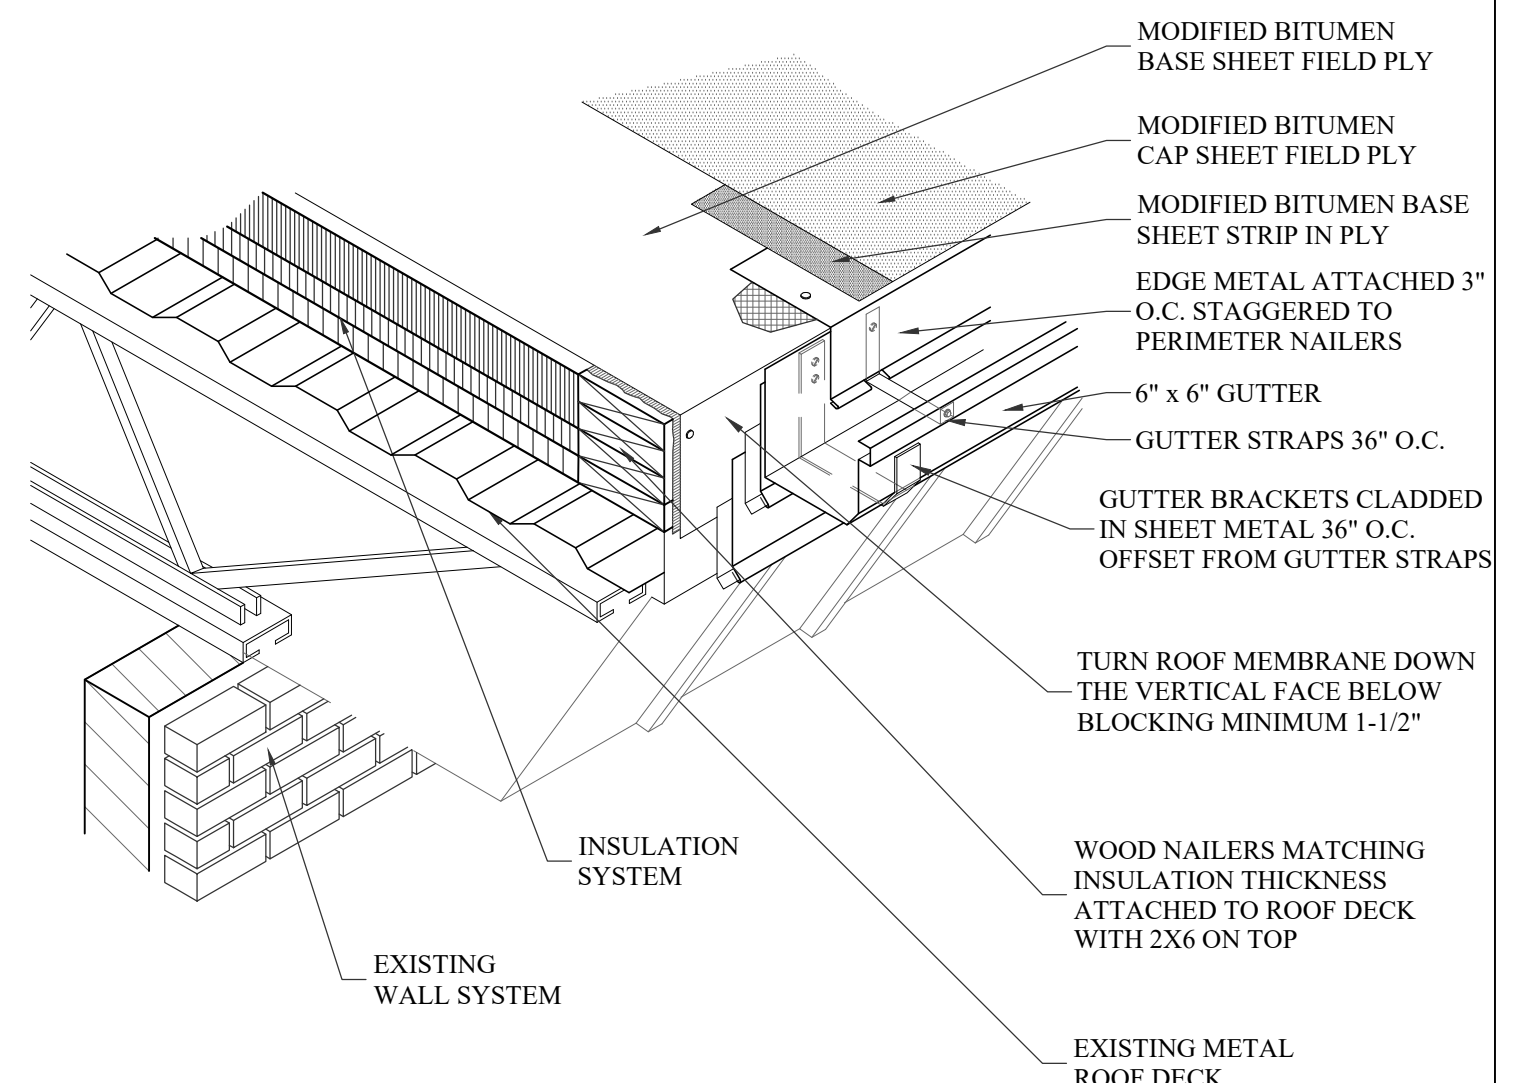 MODIFIED BITUMEN
BASE SHEET FIELD PLY
MODIFIED BITUMEN
CAP SHEET FIELD PLY
MODIFIED BITUMEN BASE
SHEET STRIP IN PLY
EDGE METAL ATTACHED 3"
O.C. STAGGERED TO
PERIMETER NAILERS
6" x 6" GUTTER
GUTTER STRAPS 36" O.C.
GUTTER BRACKETS CLADDED
IN SHEET METAL 36" O.C.
OFFSET FROM GUTTER STRAPS
TURN ROOF MEMBRANE DOWN
THE VERTICAL FACE BELOW
BLOCKING MINIMUM 1-1/2"
INSULATION
SYSTEM
WOOD NAILERS MATCHING
INSULATION THICKNESS
ATTACHED TO ROOF DECK
WITH 2X6 ON TOP
EXISTING
WALL SYSTEM
EXISTING METAL
ROOF DECK